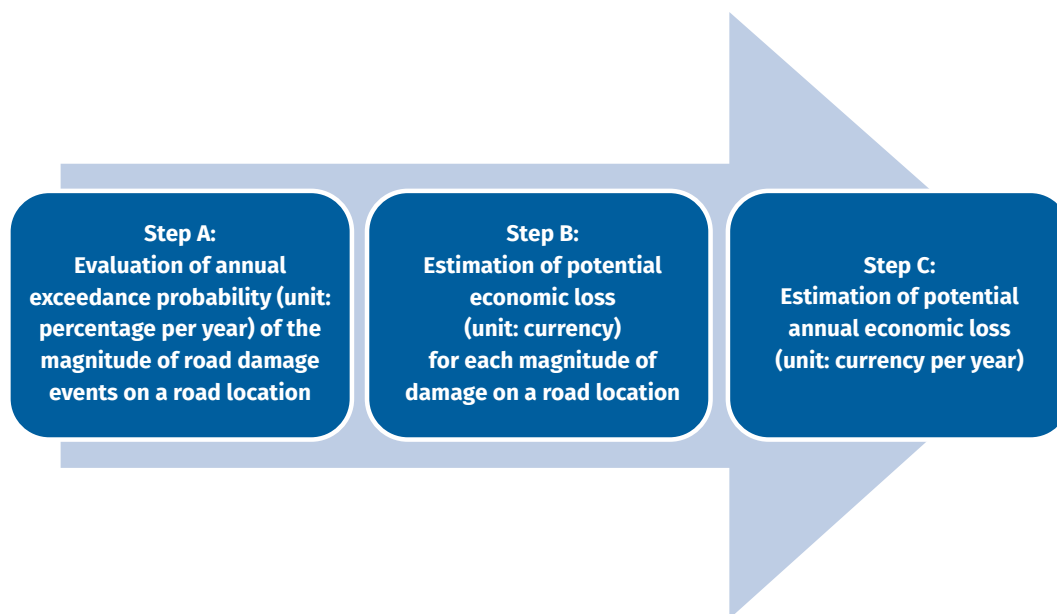 Step A:
Evaluation of annual
exceedance probability (unit:
percentage per year) of the
magnitude of road damage
events on a road location
Step B:
Estimation of potential
economic loss
(unit: currency)
for each magnitude of
damage on a road location
Step C:
Estimation of potential
annual economic loss
(unit: currency per year)